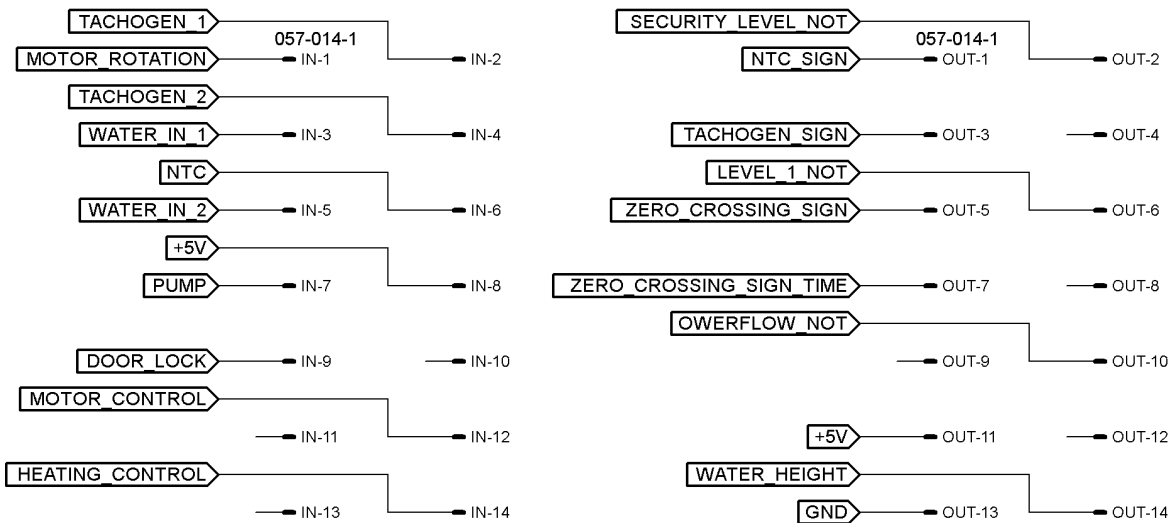 TACHOGEN_1
057-014-1
MOTOR_ROTATION IN-1 IN-2
TACHOGEN_2
WATER_IN_1 IN-3 IN-4
NTC
WATER_IN_2 IN-5 IN-6
+5V
PUMP IN-7 IN-8
DOOR_LOCK IN-9 IN-10
MOTOR_CONTROL
IN-11 IN-12
HEATING_CONTROL
IN-13 IN-14
SECURITY_LEVEL_NOT
057-014-1
NTC_SIGN OUT-1 OUT-2
TACHOGEN_SIGN OUT-3 OUT-4
LEVEL_1_NOT
ZERO_CROSSING_SIGN OUT-5 OUT-6
ZERO_CROSSING_SIGN_TIME OUT-7 OUT-8
OWERFLOW_NOT
OUT-9 OUT-10
+5V OUT-11 OUT-12
WATER_HEIGHT
GND OUT-13 OUT-14